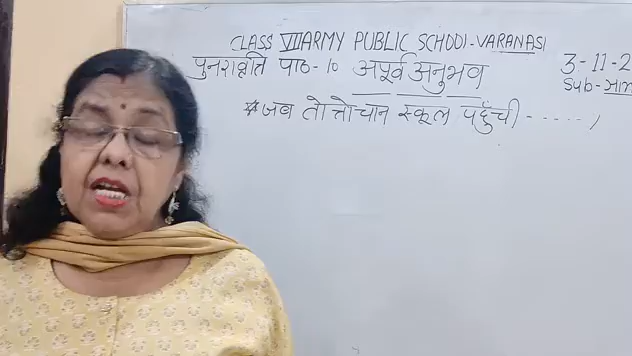 CLASS VII ARMY PUBLIC SCHOOL-VARANASI
पुनरावृति पाठ-10 अपूर्व अनुभव 3-11-2
Sub-
*जब तोत्तोचान स्कूल पहुँची ------,